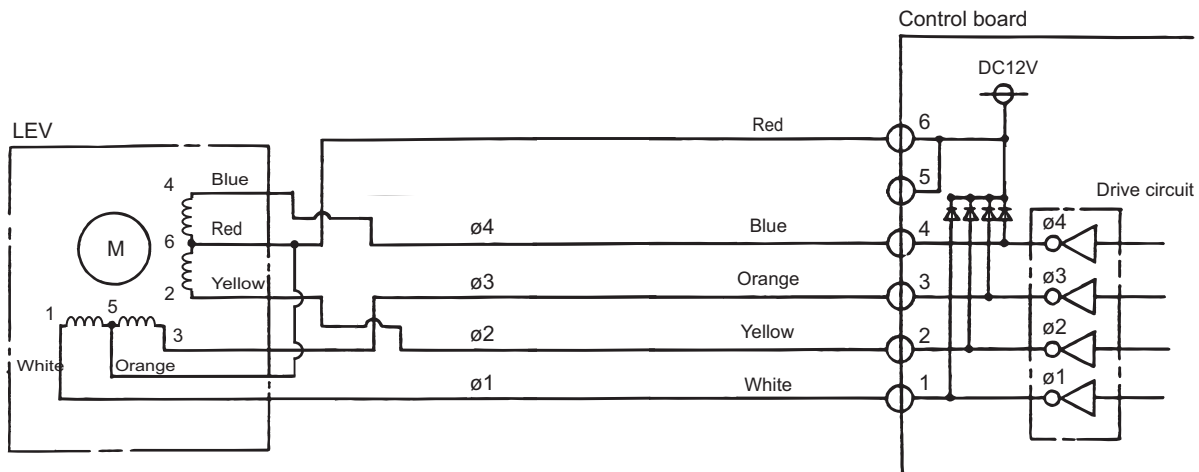 Control board
DC12V
LEV
Red 6
4 Blue
5
Drive circuit
Red
6
M
ø4 Blue 4 ø4
2 Yellow
ø3 Orange 3 ø3
1 5
3
ø2 Yellow 2 ø2
White Orange
ø1 White 1 ø1